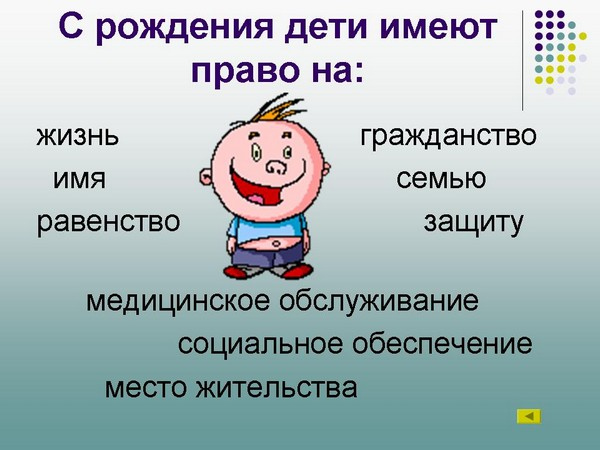 С рождения дети имеют
право на:
жизнь гражданство
имя семью
равенство защиту
медицинское обслуживание
социальное обеспечение
место жительства